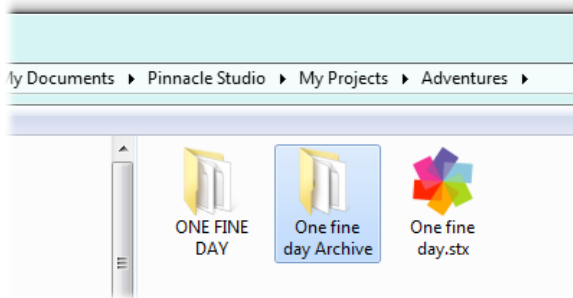 My Documents ▸ Pinnacle Studio ▸ My Projects ▸ Adventures ▸
ONE FINE
DAY
One fine
day Archive
One fine
day.stx